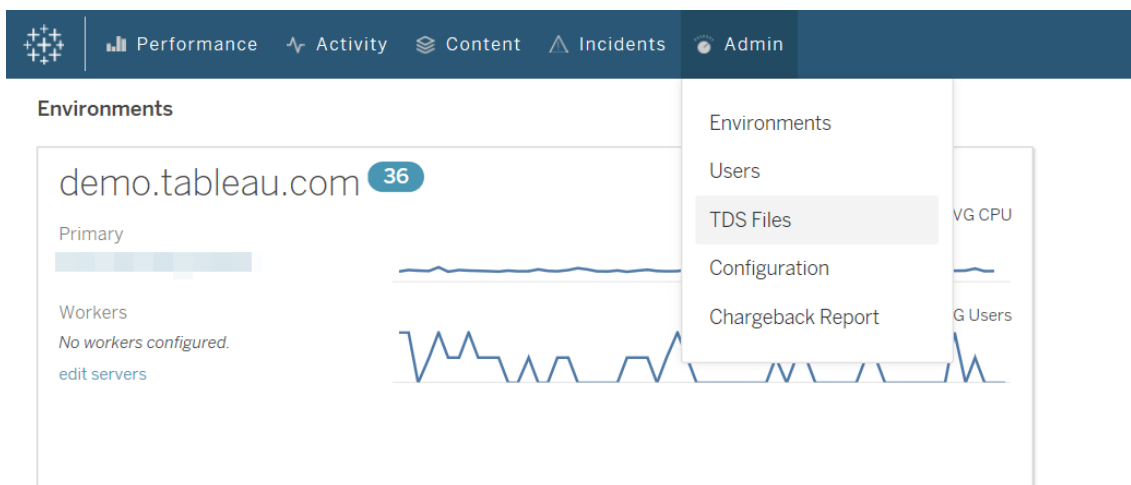 Performance Activity Content Incidents Admin
Environments
demo.tableau.com 36
Primary
Workers
No workers configured.
edit servers
Environments
Users
TDS Files
Configuration
Chargeback Report
VG CPU
G Users